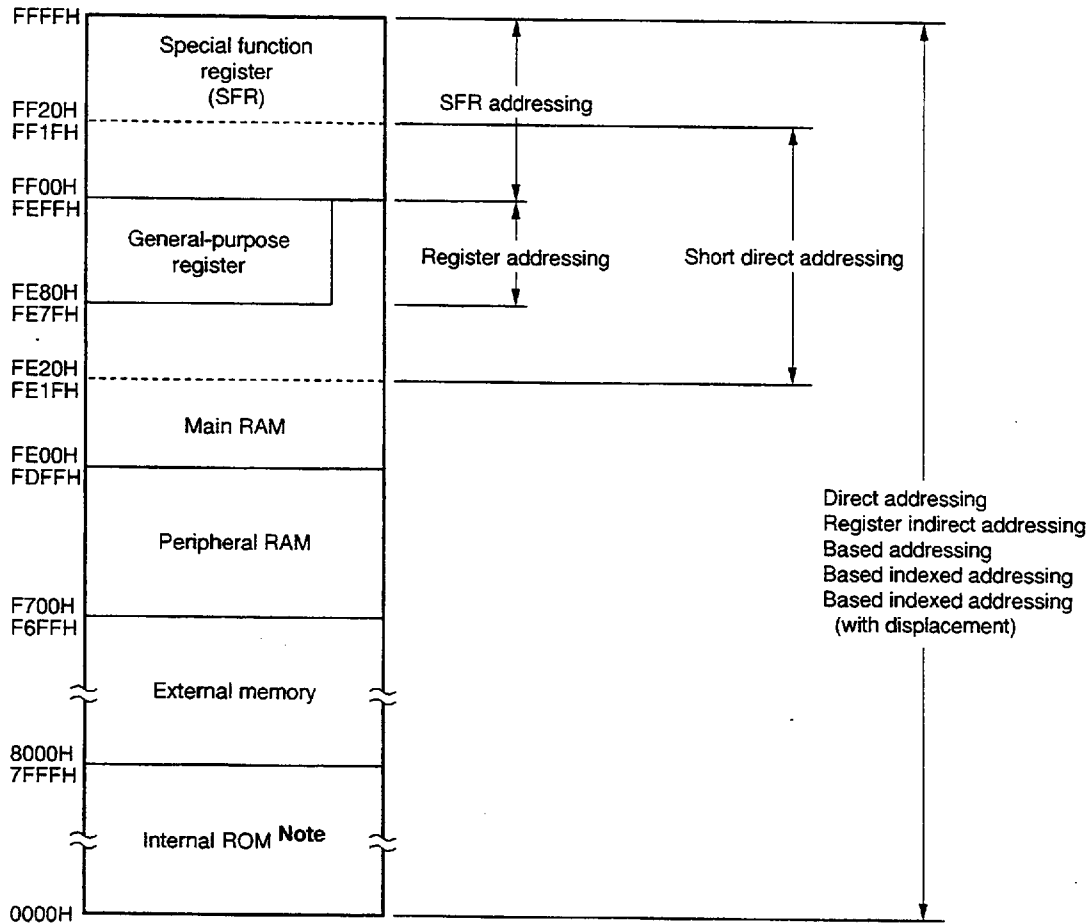 FFFFH
Special function
register
(SFR)
SFR addressing
FF20H
FF1FH
FF00H
FEFFH
General-purpose
register
Register addressing
Short direct addressing
FE80H
FE7FH
FE20H
FE1FH
Main RAM
FE00H
FDFFH
Direct addressing
Register indirect addressing
Based addressing
Based indexed addressing
Based indexed addressing
(with displacement)
Peripheral RAM
F700H
F6FFH
External memory
8000H
7FFFH
Internal ROM Note
0000H